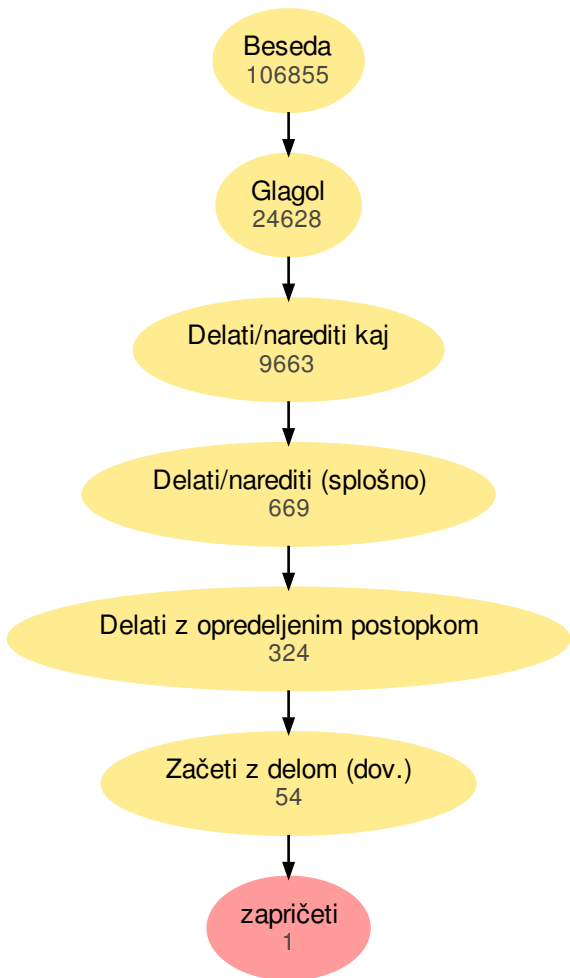 Beseda
106855
Glagol
24628
Delati/narediti kaj
9663
Delati/narediti (splošno)
669
Delati z opredeljenim postopkom
324
Začeti z delom (dov.)
54
zapričeti
1